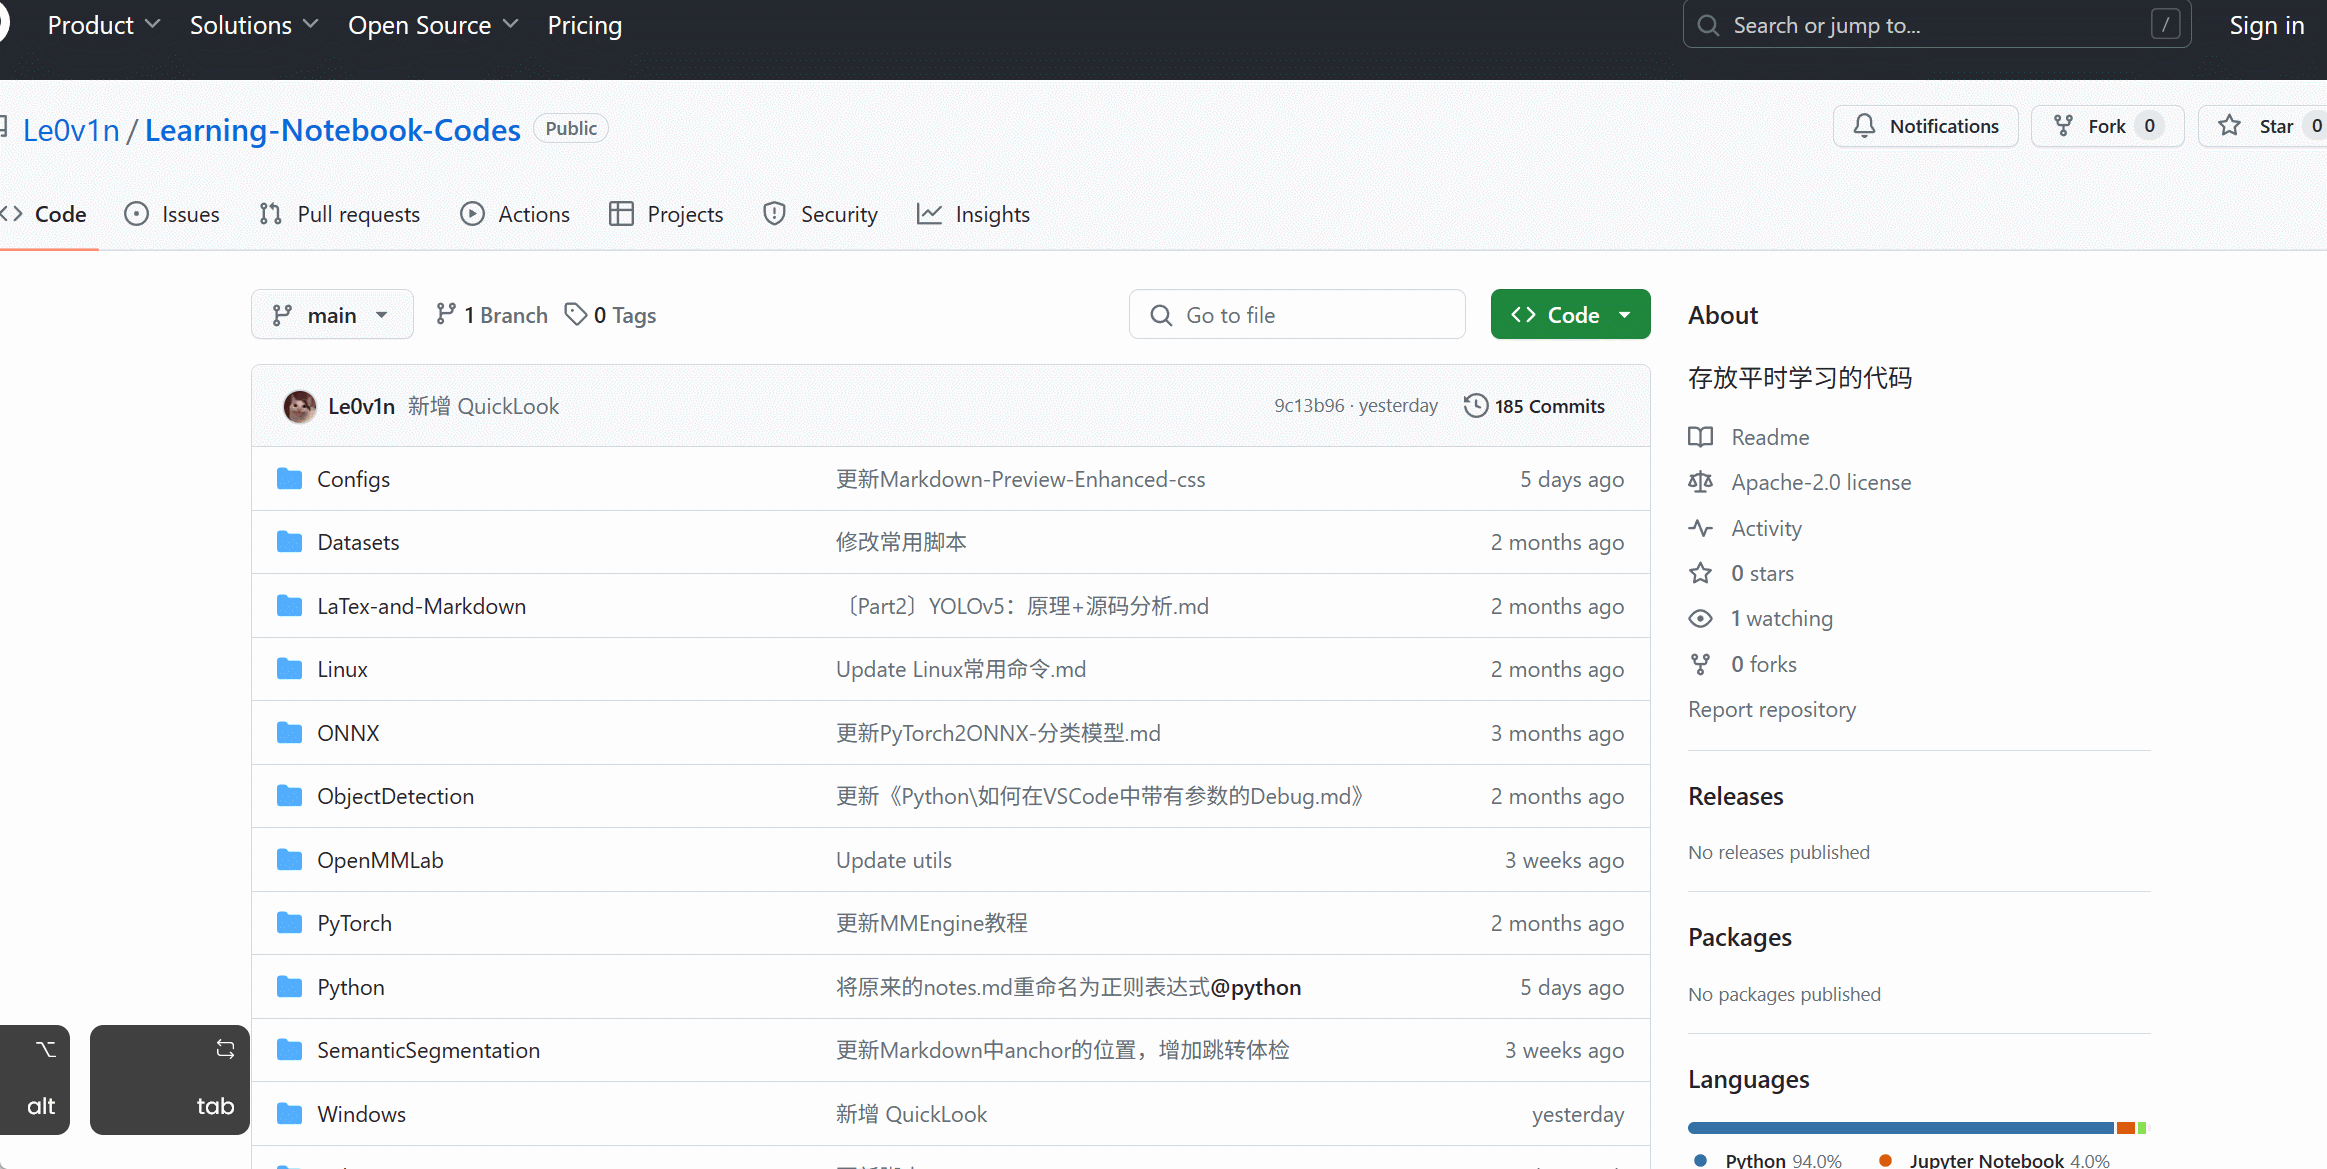 Product Solutions Open Source Pricing Search or jump to... / Sign in
Le0v1n / Learning-Notebook-Codes Public Notifications Fork 0 Star 0
Code Issues Pull requests Actions Projects Security Insights
main 1 Branch 0 Tags Go to file Code
Le0v1n 新增 QuickLook 9c13b96 · yesterday 185 Commits
Configs 更新Markdown-Preview-Enhanced-css 5 days ago
Datasets 修改常用脚本 2 months ago
LaTex-and-Markdown 〔Part2〕YOLOv5：原理+源码分析.md 2 months ago
Linux Update Linux常用命令.md 2 months ago
ONNX 更新PyTorch2ONNX-分类模型.md 3 months ago
ObjectDetection 更新《Python\如何在VSCode中带有参数的Debug.md》 2 months ago
OpenMMLab Update utils 3 weeks ago
PyTorch 更新MMEngine教程 2 months ago
Python 将原来的notes.md重命名为正则表达式@python 5 days ago
SemanticSegmentation 更新Markdown中anchor的位置，增加跳转体检 3 weeks ago
Windows 新增 QuickLook yesterday
About
存放平时学习的代码
Readme
Apache-2.0 license
Activity
0 stars
1 watching
0 forks
Report repository
Releases
No releases published
Packages
No packages published
Languages
Python 94.0% Jupyter Notebook 4.0%
alt tab